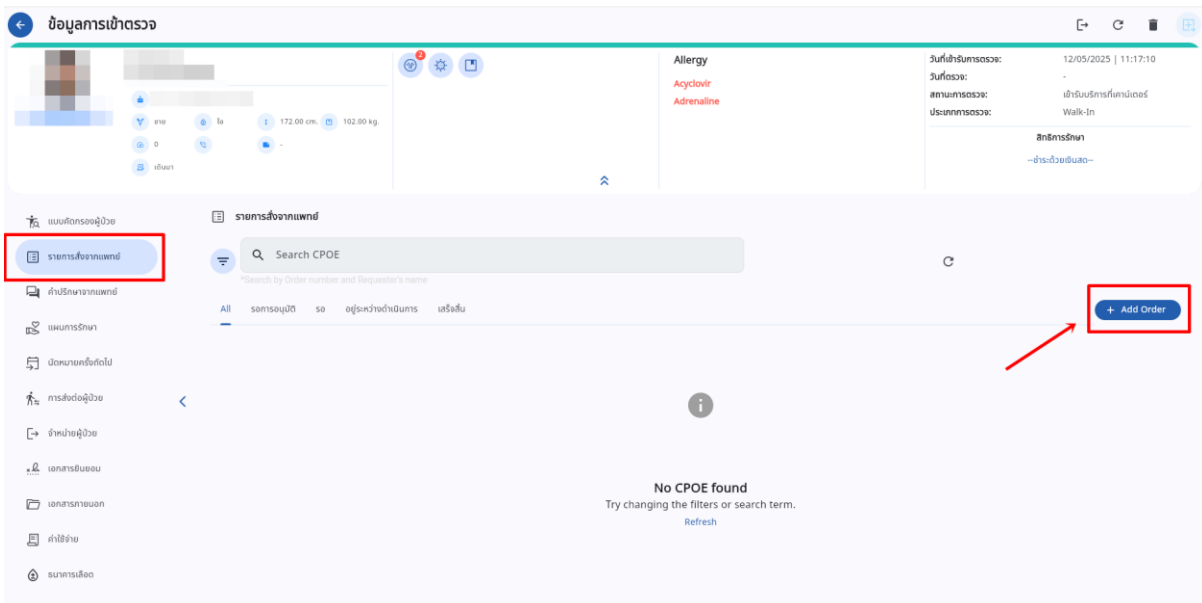 ข้อมูลการเข้าตรวจ
2
Allergy
Acyclovir
Adrenaline
วันที่เข้ารับการตรวจ: 12/05/2025 | 11:17:10
วันที่ตรวจ: -
สถานะการตรวจ: เข้ารับบริการที่เคาน์เตอร์
ประเภทการตรวจ: Walk-In
สิทธิการรักษา
--ชำระด้วยเงินสด--
ชาย โอ 172.00 cm. 102.00 kg.
0 -
เดินมา
แบบคัดกรองผู้ป่วย
รายการสั่งจากแพทย์
คำปรึกษาจากแพทย์
แผนการรักษา
นัดหมายครั้งถัดไป
การส่งต่อผู้ป่วย
จำหน่ายผู้ป่วย
เอกสารยินยอม
เอกสารภายนอก
ค่าใช้จ่าย
ธนาคารเลือด
รายการสั่งจากแพทย์
Search CPOE
*Search by Order number and Requester's name
All รอการอนุมัติ รอ อยู่ระหว่างดำเนินการ เสร็จสิ้น
+ Add Order
No CPOE found
Try changing the filters or search term.
Refresh